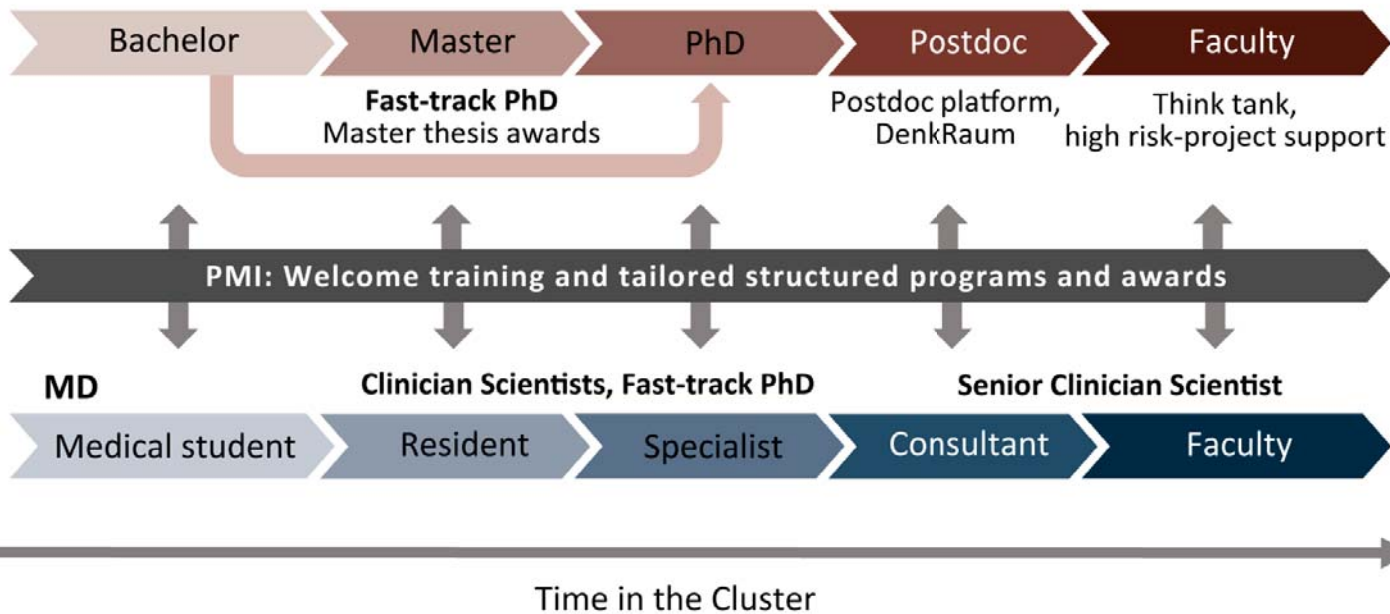 Bachelor Master PhD Postdoc Faculty
Fast-track PhD
Master thesis awards
Postdoc platform,
DenkRaum
Think tank,
high risk-project support
PMI: Welcome training and tailored structured programs and awards
MD
Clinician Scientists, Fast-track PhD
Senior Clinician Scientist
Medical student Resident Specialist Consultant Faculty
Time in the Cluster